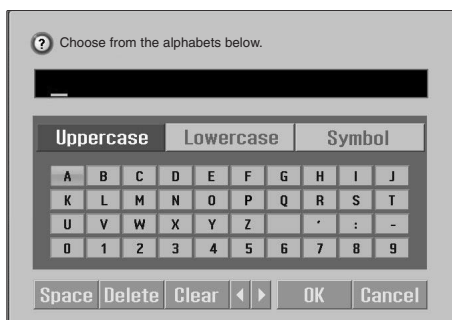 ? Choose from the alphabets below.
_
Uppercase Lowercase Symbol
A B C D E F G H I J
K L M N O P Q R S T
U V W X Y Z ' : -
0 1 2 3 4 5 6 7 8 9
Space Delete Clear ◄ ► OK Cancel